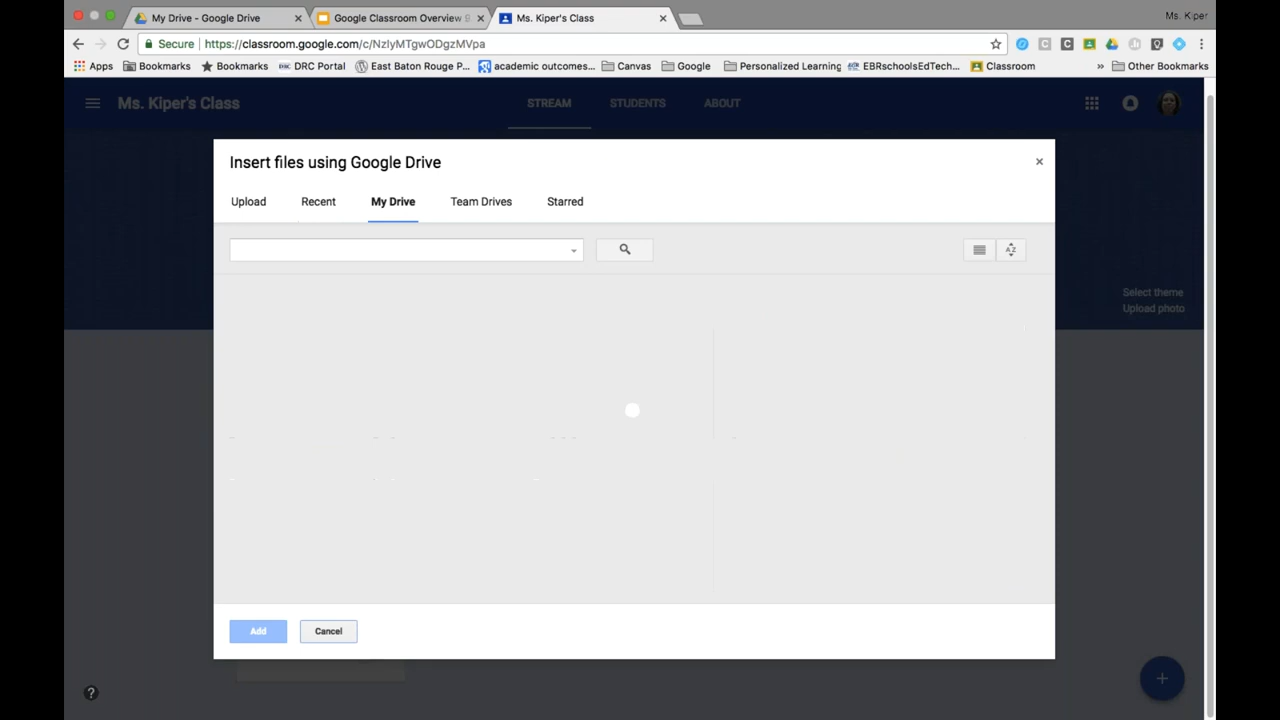 My Drive - Google Drive
Google Classroom Overview
Ms. Kiper's Class
Ms. Kiper
Secure
https://classroom.google.com/c/NzIyMTgwODgzMVpa
Apps
Bookmarks
Bookmarks
DRC Portal
East Baton Rouge P...
academic outcomes...
Canvas
Google
Personalized Learning
EBRschoolsEdTech...
Classroom
»
Other Bookmarks
Ms. Kiper's Class
STREAM
STUDENTS
ABOUT
Insert files using Google Drive
Upload
Recent
My Drive
Team Drives
Starred
AZ
Select theme
Upload photo
Add
Cancel
?